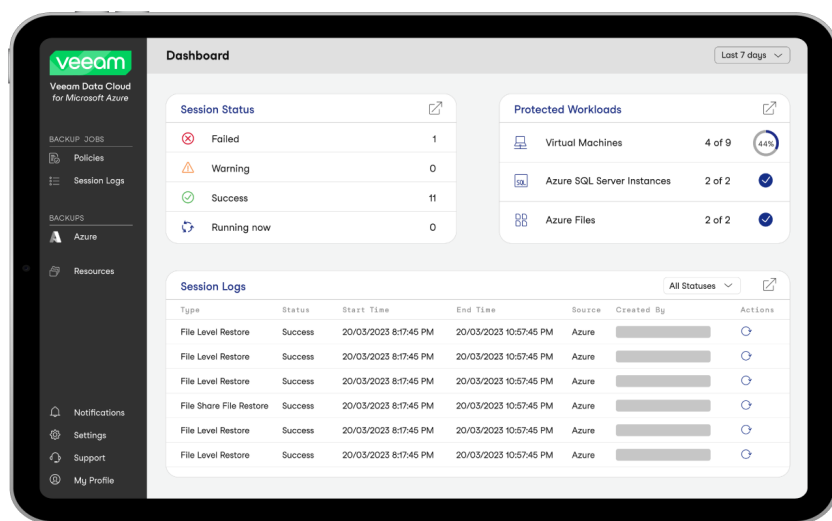 veeam
Veeam Data Cloud
for Microsoft Azure
BACKUP JOBS
Policies
Session Logs
BACKUPS
Azure
Resources
Notifications
Settings
Support
My Profile
Dashboard
Last 7 days
Session Status
Failed 1
Warning 0
Success 11
Running now 0
Protected Workloads
Virtual Machines 4 of 9 44%
SQL Azure SQL Server Instances 2 of 2
Azure Files 2 of 2
Session Logs All Statuses
Type Status Start Time End Time Source Created By Actions
File Level Restore Success 20/03/2023 8:17:45 PM 20/03/2023 10:57:45 PM Azure
File Level Restore Success 20/03/2023 8:17:45 PM 20/03/2023 10:57:45 PM Azure
File Level Restore Success 20/03/2023 8:17:45 PM 20/03/2023 10:57:45 PM Azure
File Share File Restore Success 20/03/2023 8:17:45 PM 20/03/2023 10:57:45 PM Azure
File Level Restore Success 20/03/2023 8:17:45 PM 20/03/2023 10:57:45 PM Azure
File Level Restore Success 20/03/2023 8:17:45 PM 20/03/2023 10:57:45 PM Azure